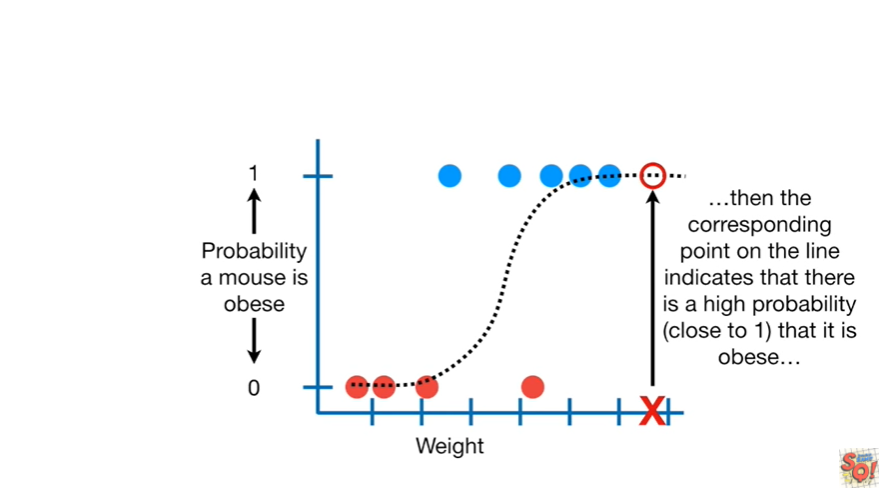 1
Probability
a mouse is
obese
0
Weight
X
…then the
corresponding
point on the line
indicates that there
is a high probability
(close to 1) that it is
obese…
SO!